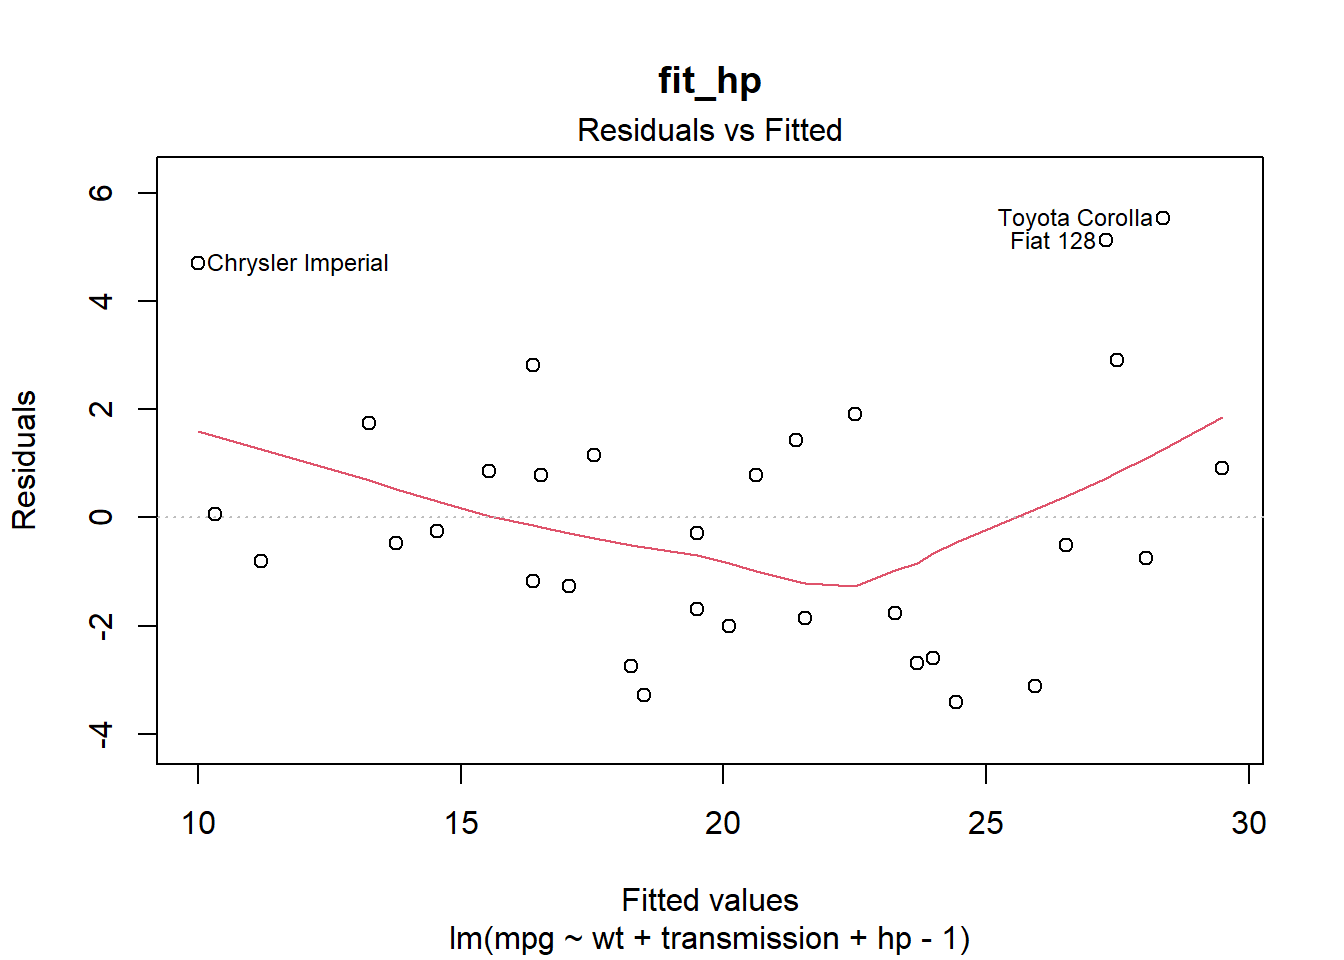 fit_hp
Residuals vs Fitted
6
4
2
0
-2
-4
Residuals
Toyota Corolla
Fiat 128
Chrysler Imperial
10 15 20 25 30
Fitted values
lm(mpg ~ wt + transmission + hp - 1)